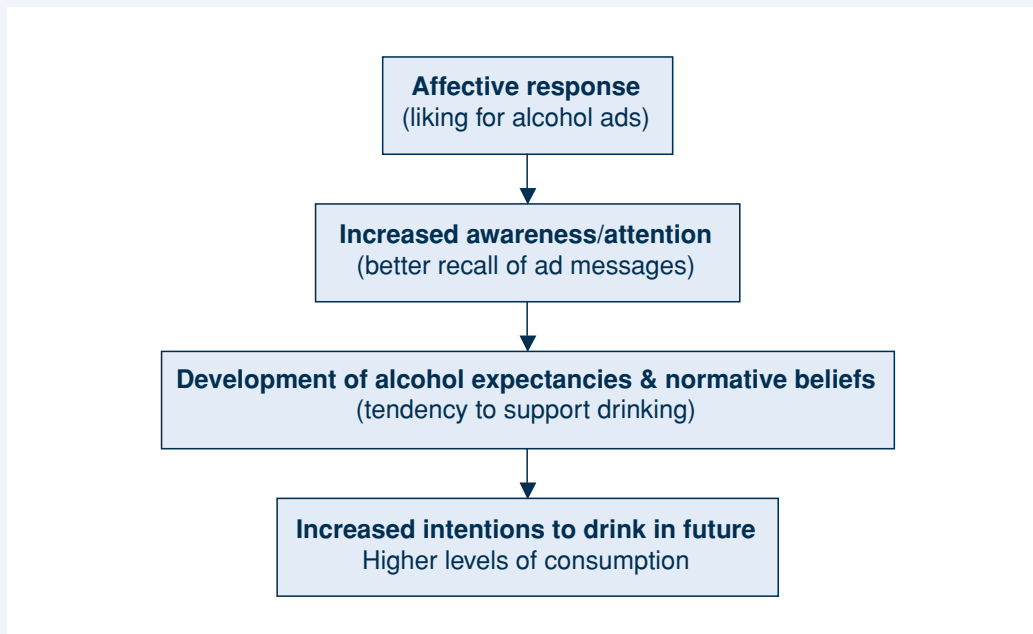 Affective response
(liking for alcohol ads)
Increased awareness/attention
(better recall of ad messages)
Development of alcohol expectancies & normative beliefs
(tendency to support drinking)
Increased intentions to drink in future
Higher levels of consumption